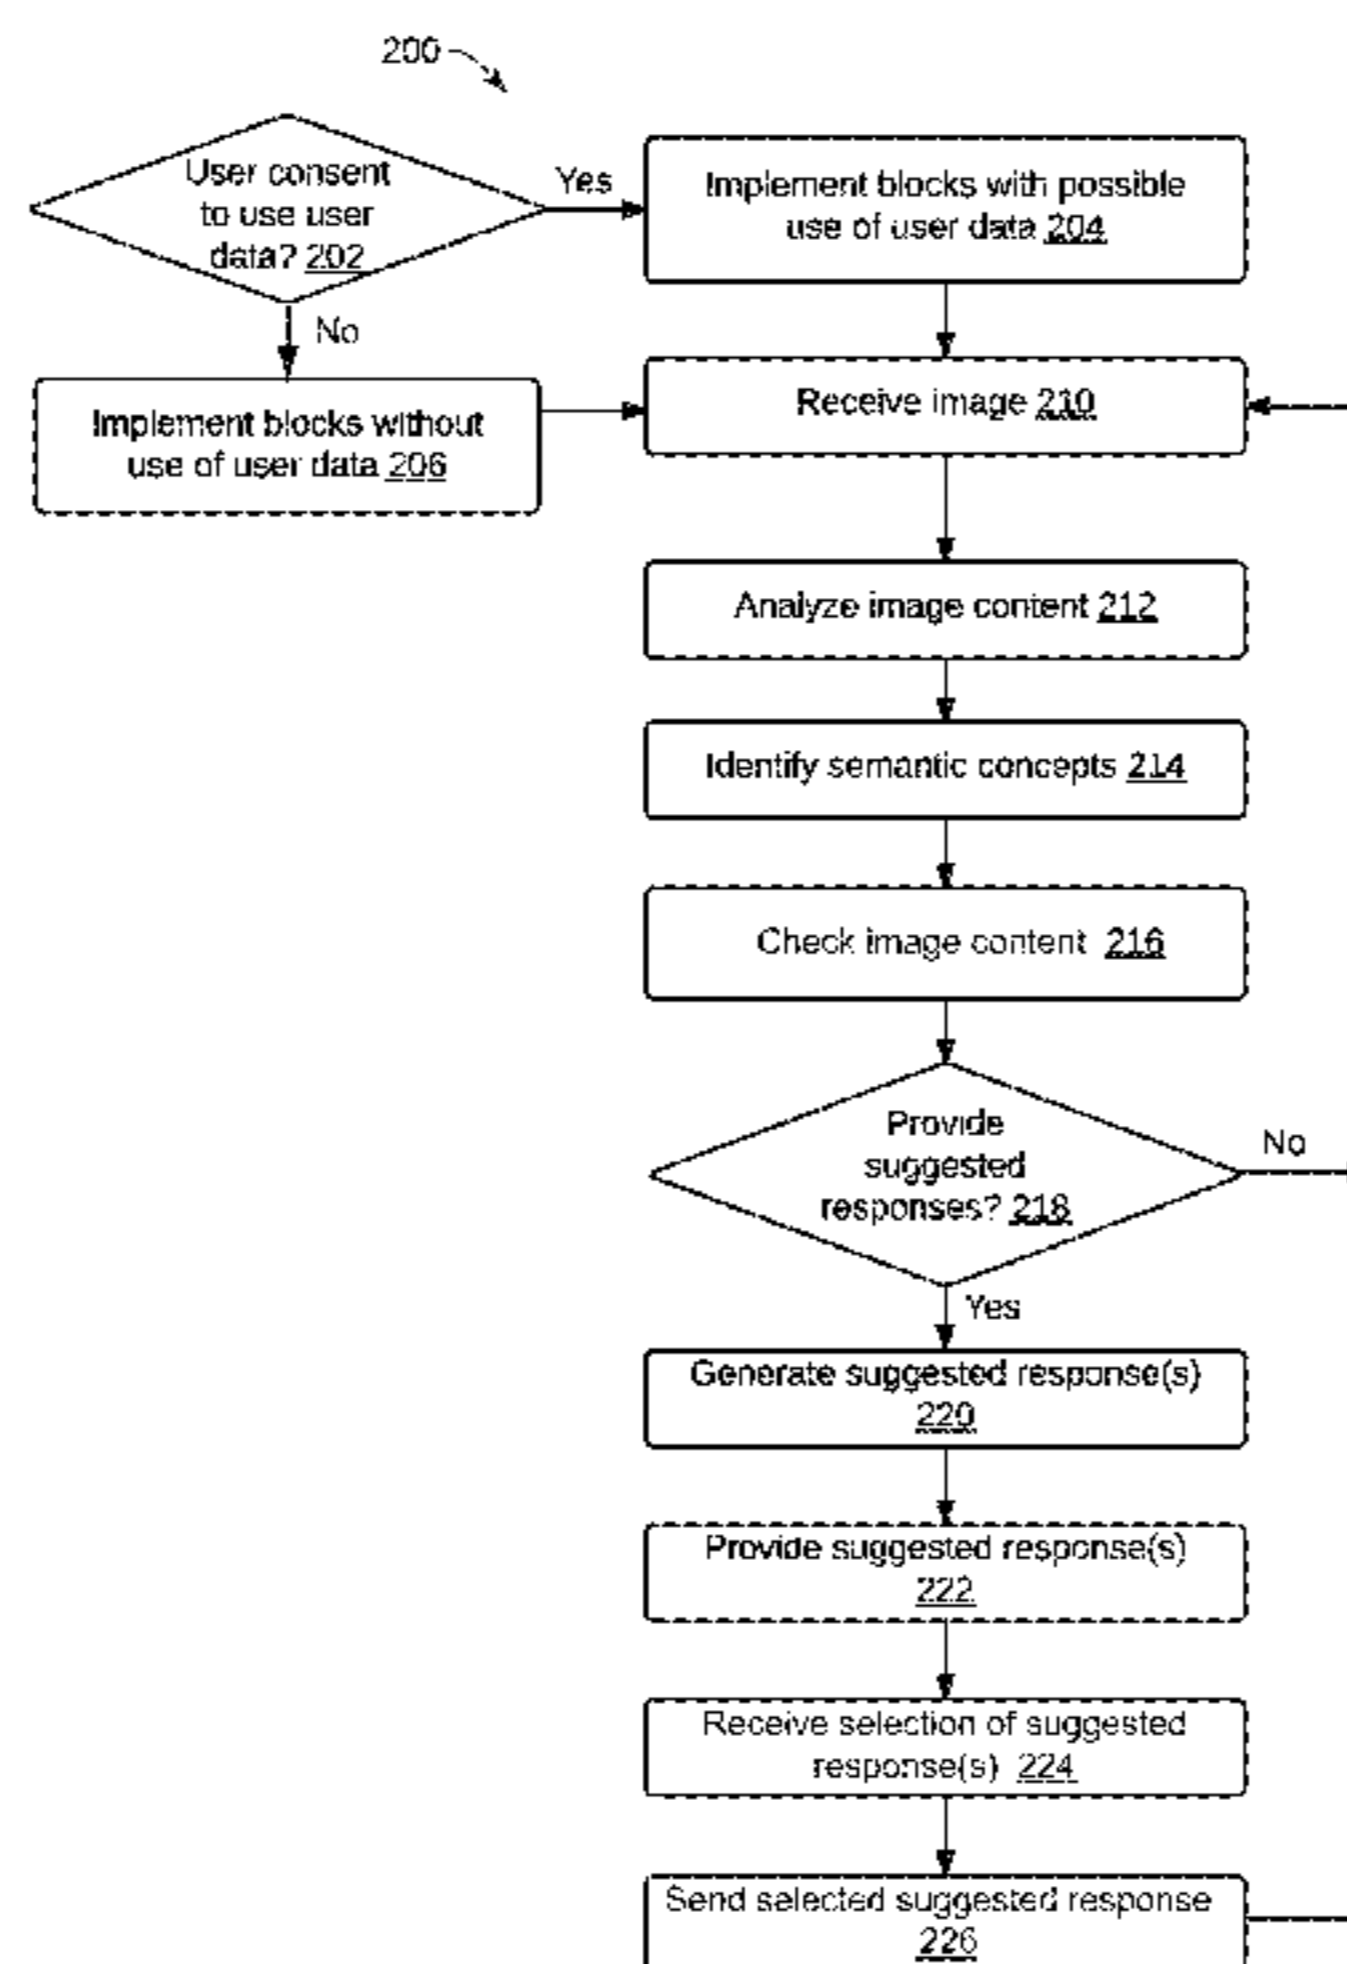 200
User consent
to use user
data? 202
Yes
Implement blocks with possible
use of user data 204
No
Implement blocks without
use of user data 206
Receive image 210
Analyze image content 212
Identify semantic concepts 214
Check image content 216
Provide
suggested
responses? 218
No
Yes
Generate suggested response(s)
220
Provide suggested response(s)
222
Receive selection of suggested
response(s) 224
Send selected suggested response
226